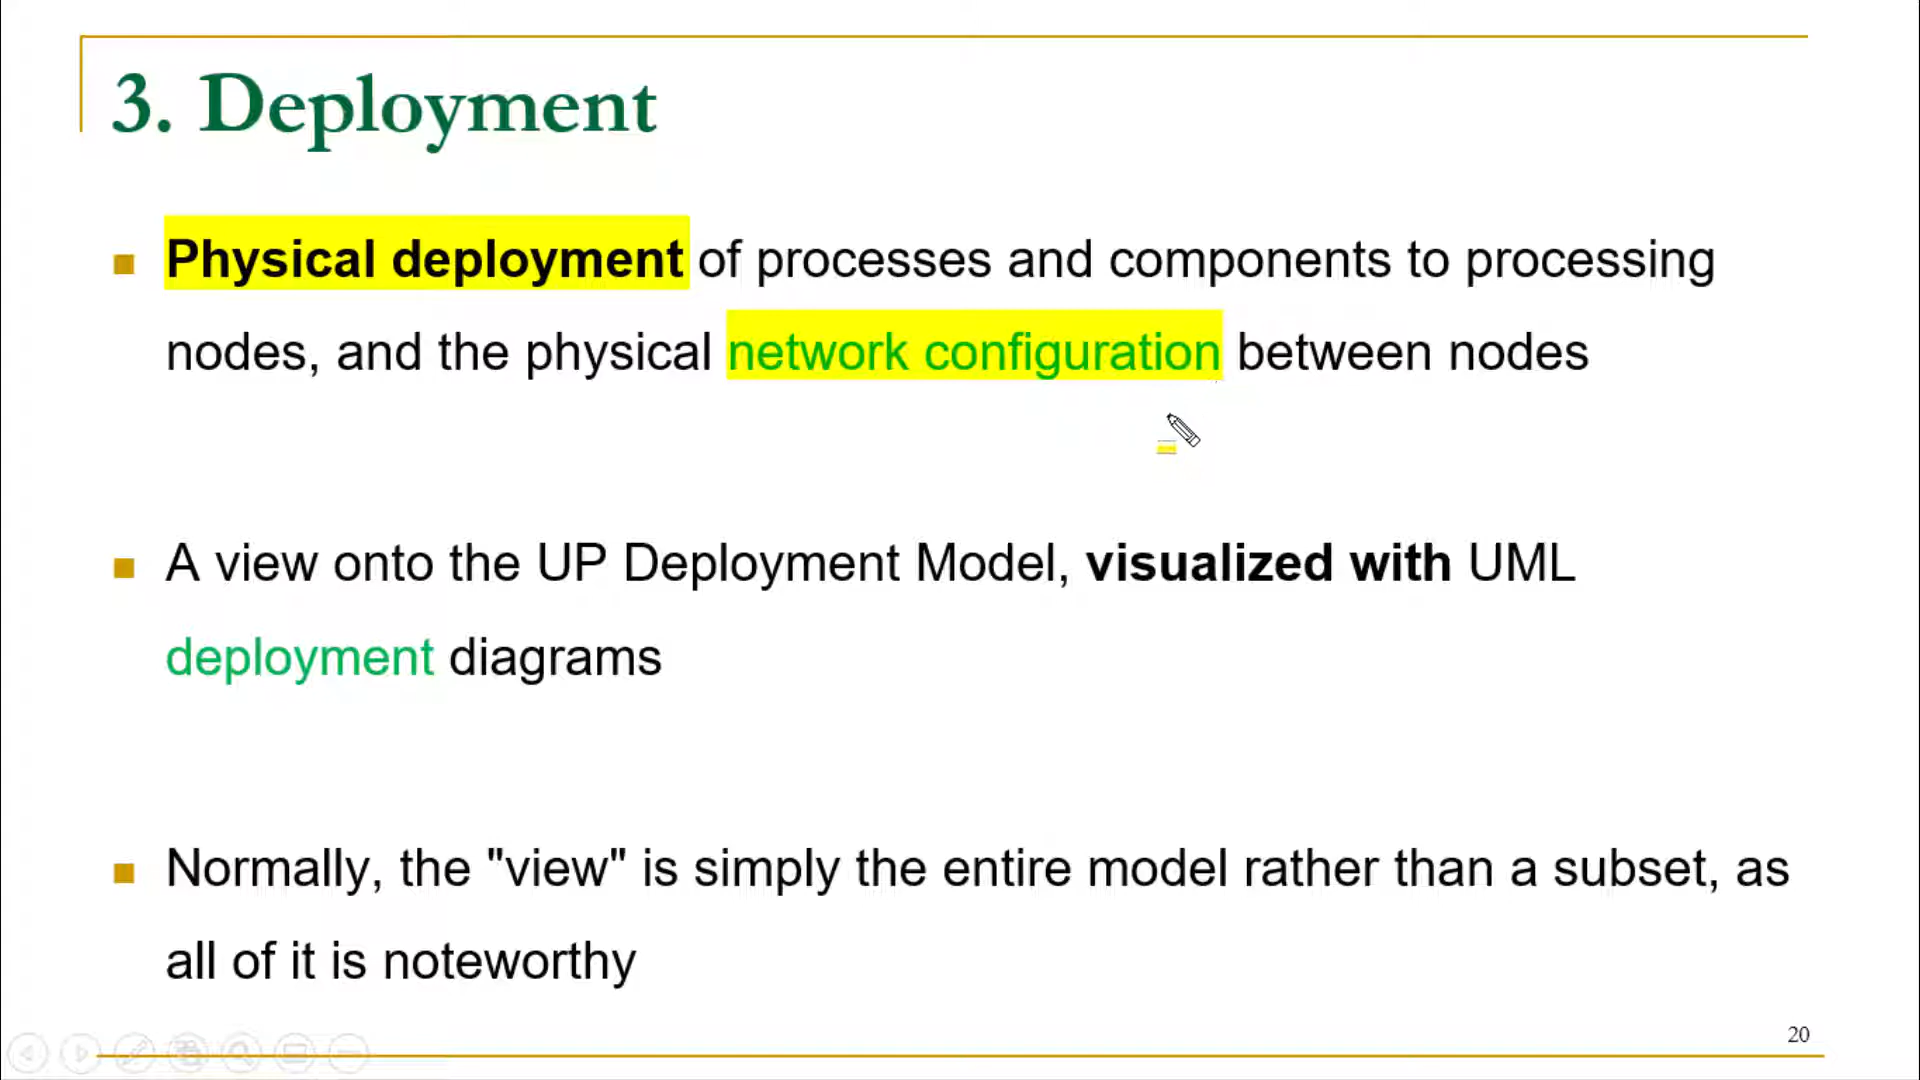 3. Deployment
Physical deployment of processes and components to processing
nodes, and the physical network configuration between nodes
A view onto the UP Deployment Model, visualized with UML
deployment diagrams
Normally, the "view" is simply the entire model rather than a subset, as
all of it is noteworthy
20